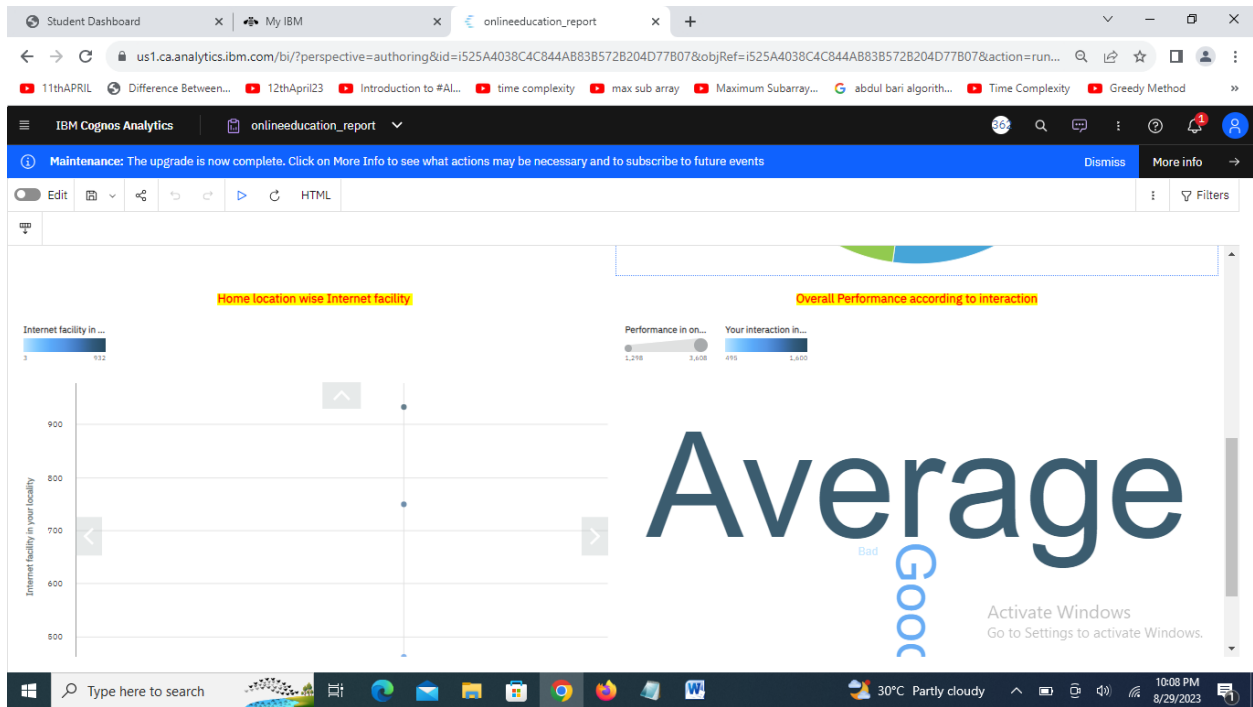 Student Dashboard
My IBM
onlineeducation_report
us1.ca.analytics.ibm.com/bi/?perspective=authoring&id=i525A4038C4C844AB83B572B204D77B07&objRef=i525A4038C4C844AB83B572B204D77B07&action=run...
11thAPRIL
Difference Between...
12thApril23
Introduction to #Al...
time complexity
max sub array
Maximum Subarray...
abdul bari algorith...
Time Complexity
Greedy Method
IBM Cognos Analytics
onlineeducation_report
Maintenance: The upgrade is now complete. Click on More Info to see what actions may be necessary and to subscribe to future events
Dismiss
More info
Edit
HTML
Filters
Home location wise Internet facility
Overall Performance according to interaction
Internet facility in ...
3 932
Performance in on...
1,298 3,608
Your interaction in...
495 1,600
900
800
700
600
500
Internet facility in your locality
Average
Bad
Good
Activate Windows
Go to Settings to activate Windows.
Type here to search
30°C Partly cloudy
10:08 PM
8/29/2023
1